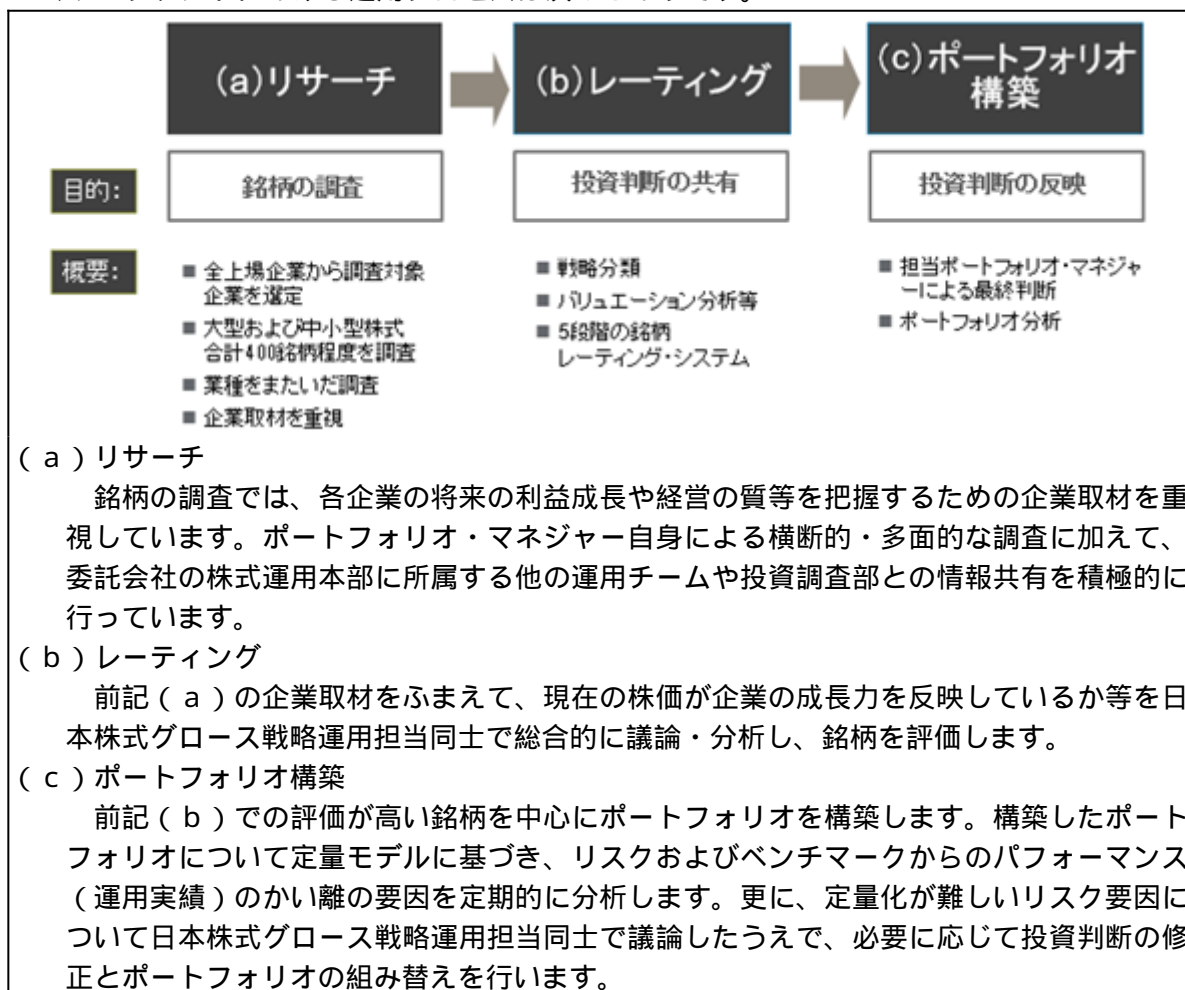 (a)リサーチ
(b)レーティング
(c)ポートフォリオ
構築
目的:
銘柄の調査
投資判断の共有
投資判断の反映
概要:
■ 全上場企業から調査対象
企業を選定
■ 大型および中小型株式
合計400銘柄程度を調査
■ 業種をまたいだ調査
■ 企業取材を重視
■ 戦略分類
■ バリュエーション分析等
■ 5段階の銘柄
レーティング・システム
■ 担当ポートフォリオ・マネジャ
ーによる最終判断
■ ポートフォリオ分析
(a)リサーチ
銘柄の調査では、各企業の将来の利益成長や経営の質等を把握するための企業取材を重
視しています。ポートフォリオ・マネジャー自身による横断的・多面的な調査に加えて、
委託会社の株式運用本部に所属する他の運用チームや投資調査部との情報共有を積極的に
行っています。
(b)レーティング
前記(a)の企業取材をふまえて、現在の株価が企業の成長力を反映しているか等を日
本株式グロース戦略運用担当同士で総合的に議論・分析し、銘柄を評価します。
(c)ポートフォリオ構築
前記(b)での評価が高い銘柄を中心にポートフォリオを構築します。構築したポート
フォリオについて定量モデルに基づき、リスクおよびベンチマークからのパフォーマンス
(運用実績)のかい離の要因を定期的に分析します。更に、定量化が難しいリスク要因に
ついて日本株式グロース戦略運用担当同士で議論したうえで、必要に応じて投資判断の修
正とポートフォリオの組み替えを行います。